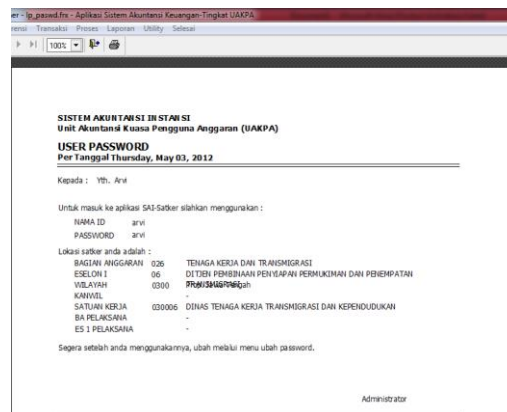 er - lp_paswd.frx - Aplikasi Sistem Akuntansi Keuangan-Tingkat UAKPA
rensi Transaksi Proses Laporan Utility Selesai
100%
SISTEM AKUNTANSI INSTANSI
Unit Akuntansi Kuasa Pengguna Anggaran (UAKPA)
USER PASSWORD
Per Tanggal Thursday, May 03, 2012
Kepada : Yth. Arvi
Untuk masuk ke aplikasi SAI-Satker silahkan menggunakan :
NAMA ID arvi
PASSWORD arvi
Lokasi satker anda adalah :
BAGIAN ANGGARAN 026 TENAGA KERJA DAN TRANSMIGRASI
ESELON I 06 DITJEN PEMBINAAN PENYIAPAN PERMUKIMAN DAN PENEMPATAN
TRANSMIGRASI
WILAYAH 0300 Prop. Jawa Tengah
KANWIL -
SATUAN KERJA 030006 DINAS TENAGA KERJA TRANSMIGRASI DAN KEPENDUDUKAN
BA PELAKSANA -
ES 1 PELAKSANA -
Segera setelah anda menggunakannya, ubah melalui menu ubah password.
Administrator